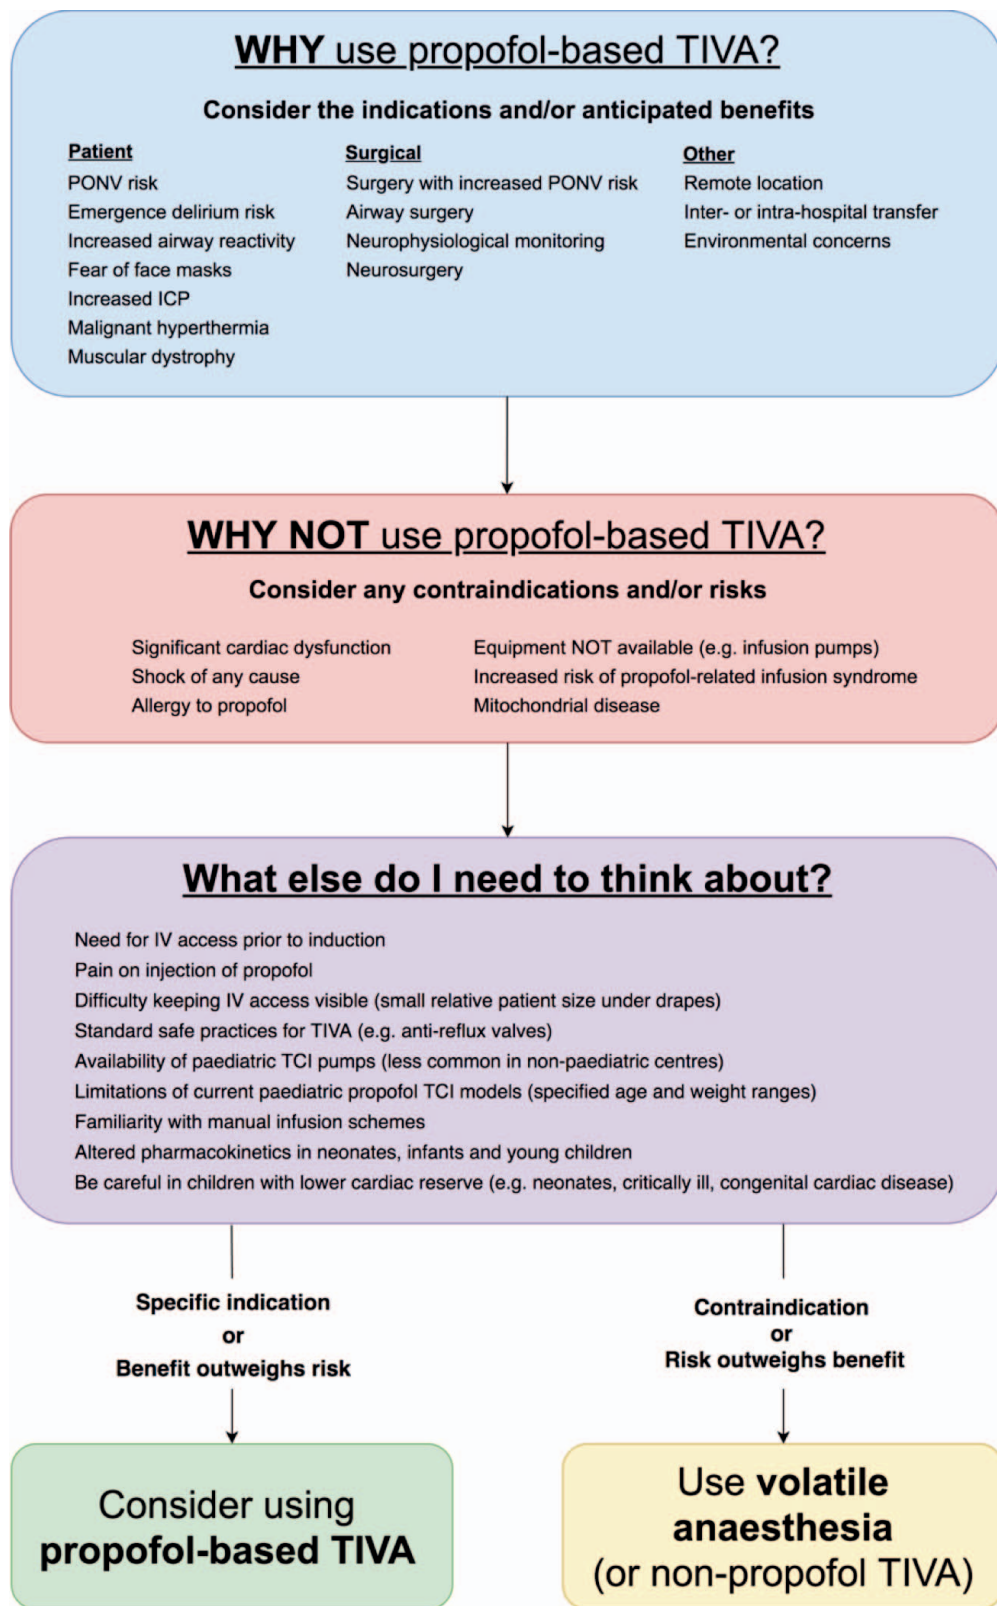 WHY use propofol-based TIVA?
Consider the indications and/or anticipated benefits
Patient
PONV risk
Emergence delirium risk
Increased airway reactivity
Fear of face masks
Increased ICP
Malignant hyperthermia
Muscular dystrophy
Surgical
Surgery with increased PONV risk
Airway surgery
Neurophysiological monitoring
Neurosurgery
Other
Remote location
Inter- or intra-hospital transfer
Environmental concerns
WHY NOT use propofol-based TIVA?
Consider any contraindications and/or risks
Significant cardiac dysfunction
Shock of any cause
Allergy to propofol
Equipment NOT available (e.g. infusion pumps)
Increased risk of propofol-related infusion syndrome
Mitochondrial disease
What else do I need to think about?
Need for IV access prior to induction
Pain on injection of propofol
Difficulty keeping IV access visible (small relative patient size under drapes)
Standard safe practices for TIVA (e.g. anti-reflux valves)
Availability of paediatric TCI pumps (less common in non-paediatric centres)
Limitations of current paediatric propofol TCI models (specified age and weight ranges)
Familiarity with manual infusion schemes
Altered pharmacokinetics in neonates, infants and young children
Be careful in children with lower cardiac reserve (e.g. neonates, critically ill, congenital cardiac disease)
Specific indication
or
Benefit outweighs risk
Contraindication
or
Risk outweighs benefit
Consider using
propofol-based TIVA
Use volatile
anaesthesia
(or non-propofol TIVA)